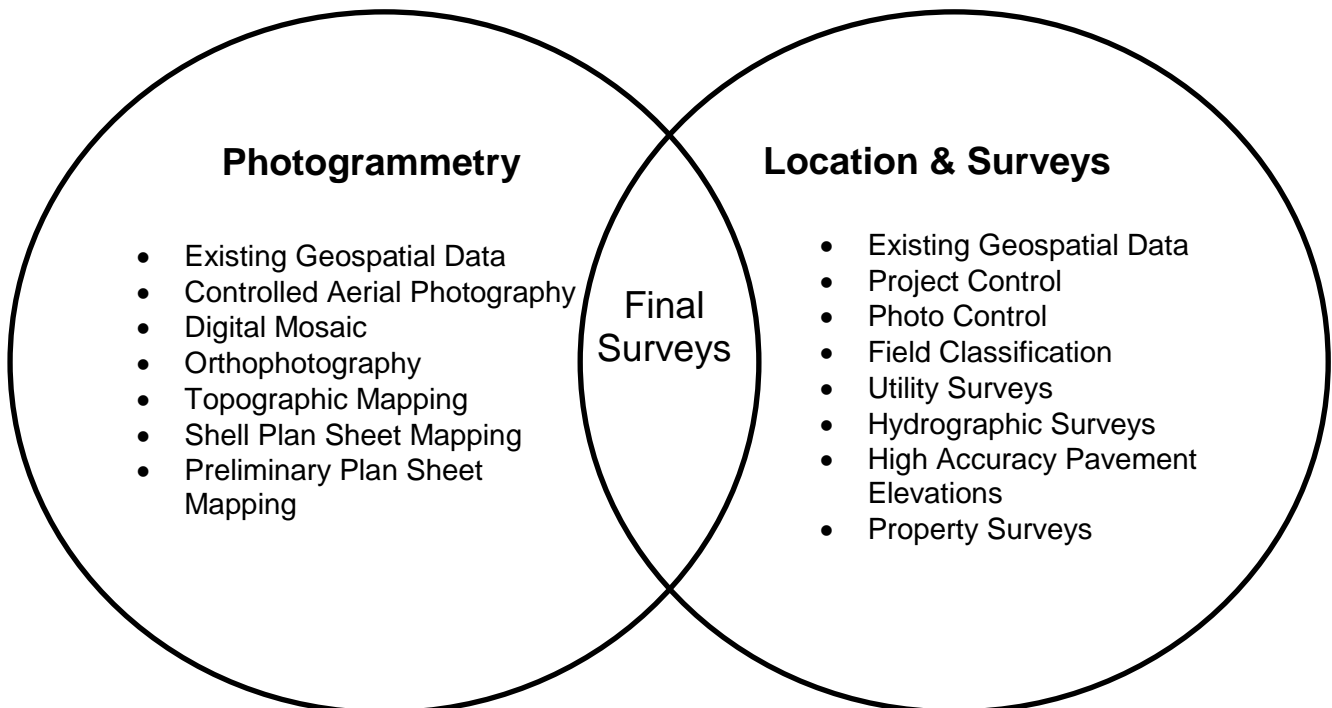 Photogrammetry
• Existing Geospatial Data
• Controlled Aerial Photography
• Digital Mosaic
• Orthophotography
• Topographic Mapping
• Shell Plan Sheet Mapping
• Preliminary Plan Sheet
Mapping
Final
Surveys
Location & Surveys
• Existing Geospatial Data
• Project Control
• Photo Control
• Field Classification
• Utility Surveys
• Hydrographic Surveys
• High Accuracy Pavement
Elevations
• Property Surveys